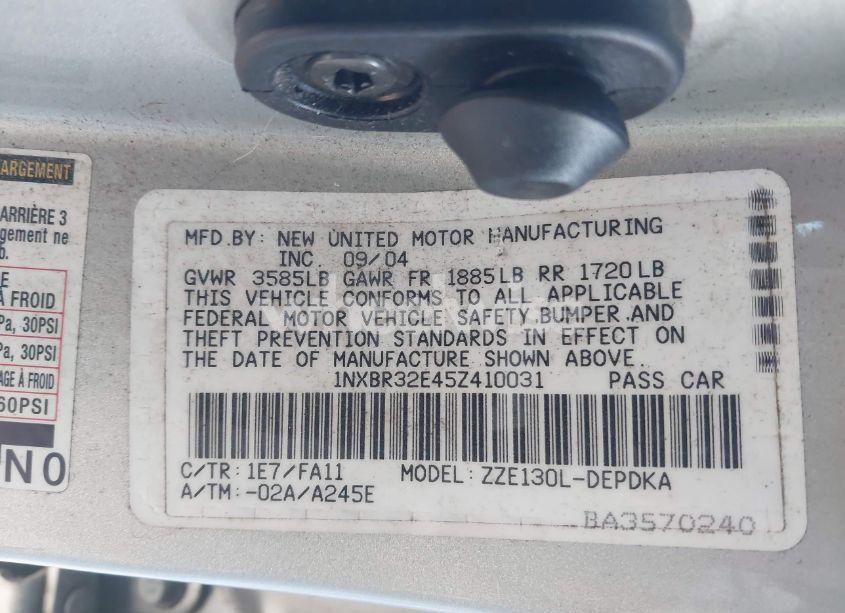 ARGEMENT
ARRIÈRE 3
gement ne
b.
E
À FROID
Pa, 30PSI
Pa, 30PSI
AGE À FROID
60PSI
NO
MFD.BY: NEW UNITED MOTOR MANUFACTURING
INC. 09/04
GVWR 3585LB GAWR FR 1885LB RR 1720LB
THIS VEHICLE CONFORMS TO ALL APPLICABLE
FEDERAL MOTOR VEHICLE SAFETY,BUMPER,AND
THEFT PREVENTION STANDARDS IN EFFECT ON
THE DATE OF MANUFACTURE SHOWN ABOVE.
1NXBR32E45Z410031 PASS CAR
C/TR: 1E7/FA11 MODEL: ZZE130L-DEPDKA
A/TM: -02A/A245E
BA3570240